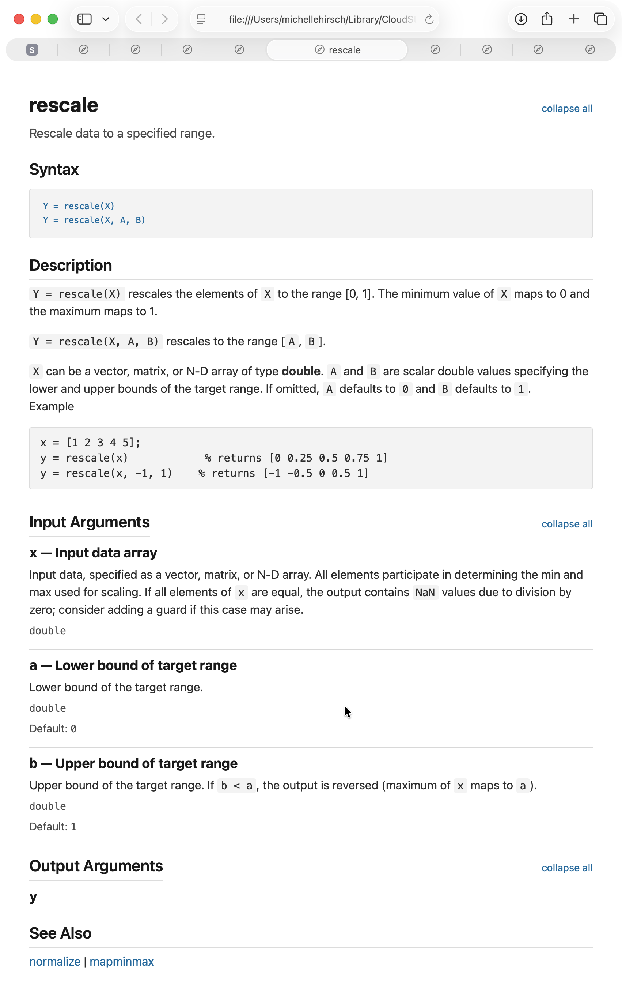 file:///Users/michellehirsch/Library/CloudSt
S
rescale
rescale
collapse all
Rescale data to a specified range.
Syntax
Y = rescale(X)
Y = rescale(X, A, B)
Description
Y = rescale(X) rescales the elements of X to the range [0, 1]. The minimum value of X maps to 0 and
the maximum maps to 1.
Y = rescale(X, A, B) rescales to the range [A, B].
X can be a vector, matrix, or N-D array of type double. A and B are scalar double values specifying the
lower and upper bounds of the target range. If omitted, A defaults to 0 and B defaults to 1.
Example
x = [1 2 3 4 5];
y = rescale(x)            % returns [0 0.25 0.5 0.75 1]
y = rescale(x, -1, 1)    % returns [-1 -0.5 0 0.5 1]
Input Arguments
collapse all
x — Input data array
Input data, specified as a vector, matrix, or N-D array. All elements participate in determining the min and
max used for scaling. If all elements of x are equal, the output contains NaN values due to division by
zero; consider adding a guard if this case may arise.
double
a — Lower bound of target range
Lower bound of the target range.
double
Default: 0
b — Upper bound of target range
Upper bound of the target range. If b < a, the output is reversed (maximum of x maps to a).
double
Default: 1
Output Arguments
collapse all
y
See Also
normalize | mapminmax